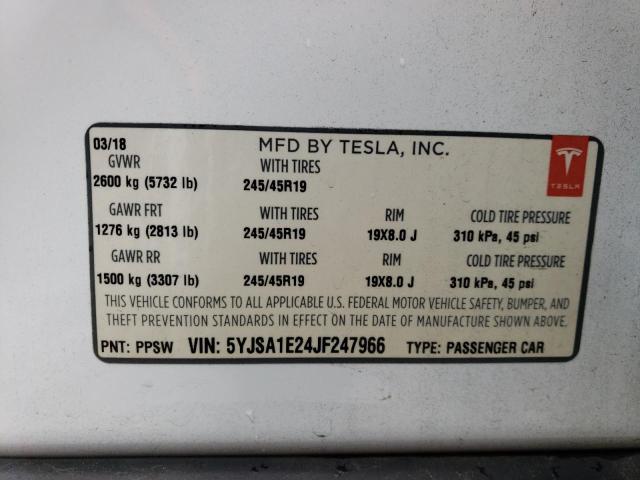 03/18 MFD BY TESLA, INC.
GVWR WITH TIRES
2600 kg (5732 lb) 245/45R19
TESLA
GAWR FRT WITH TIRES RIM COLD TIRE PRESSURE
1276 kg (2813 lb) 245/45R19 19X8.0 J 310 kPa, 45 psi
GAWR RR WITH TIRES RIM COLD TIRE PRESSURE
1500 kg (3307 lb) 245/45R19 19X8.0 J 310 kPa, 45 psi
THIS VEHICLE CONFORMS TO ALL APPLICABLE U.S. FEDERAL MOTOR VEHICLE SAFETY, BUMPER, AND
THEFT PREVENTION STANDARDS IN EFFECT ON THE DATE OF MANUFACTURE SHOWN ABOVE.
PNT: PPSW VIN: 5YJSA1E24JF247966 TYPE: PASSENGER CAR